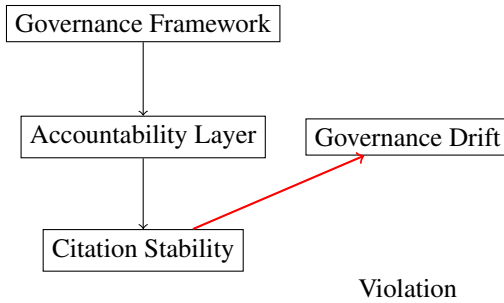 Governance Framework
Accountability Layer
Governance Drift
Citation Stability
Violation